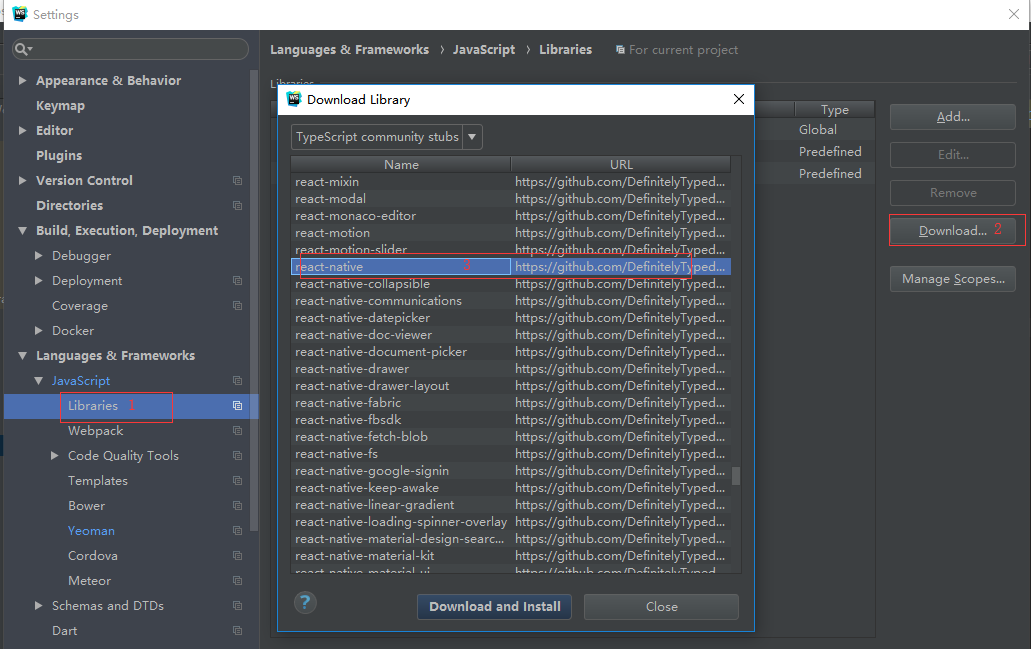 WS Settings
Appearance & Behavior
Keymap
Editor
Plugins
Version Control
Directories
Build, Execution, Deployment
Debugger
Deployment
Coverage
Docker
Languages & Frameworks
JavaScript
Libraries 1
Webpack
Code Quality Tools
Templates
Bower
Yeoman
Cordova
Meteor
Schemas and DTDs
Dart
Languages & Frameworks › JavaScript › Libraries For current project
Libraries
Type
Global
Predefined
Predefined
Add...
Edit...
Remove
Download... 2
Manage Scopes...
WS Download Library
TypeScript community stubs
Name URL
react-mixin https://github.com/DefinitelyTyped...
react-modal https://github.com/DefinitelyTyped...
react-monaco-editor https://github.com/DefinitelyTyped...
react-motion https://github.com/DefinitelyTyped...
react-motion-slider https://github.com/DefinitelyTyped...
react-native 3 https://github.com/DefinitelyTyped...
react-native-collapsible https://github.com/DefinitelyTyped...
react-native-communications https://github.com/DefinitelyTyped...
react-native-datepicker https://github.com/DefinitelyTyped...
react-native-doc-viewer https://github.com/DefinitelyTyped...
react-native-document-picker https://github.com/DefinitelyTyped...
react-native-drawer https://github.com/DefinitelyTyped...
react-native-drawer-layout https://github.com/DefinitelyTyped...
react-native-fabric https://github.com/DefinitelyTyped...
react-native-fbsdk https://github.com/DefinitelyTyped...
react-native-fetch-blob https://github.com/DefinitelyTyped...
react-native-fs https://github.com/DefinitelyTyped...
react-native-google-signin https://github.com/DefinitelyTyped...
react-native-keep-awake https://github.com/DefinitelyTyped...
react-native-linear-gradient https://github.com/DefinitelyTyped...
react-native-loading-spinner-overlay https://github.com/DefinitelyTyped...
react-native-material-design-searc... https://github.com/DefinitelyTyped...
react-native-material-kit https://github.com/DefinitelyTyped...
react-native-material-ui https://github.com/DefinitelyTyped...
?
Download and Install
Close